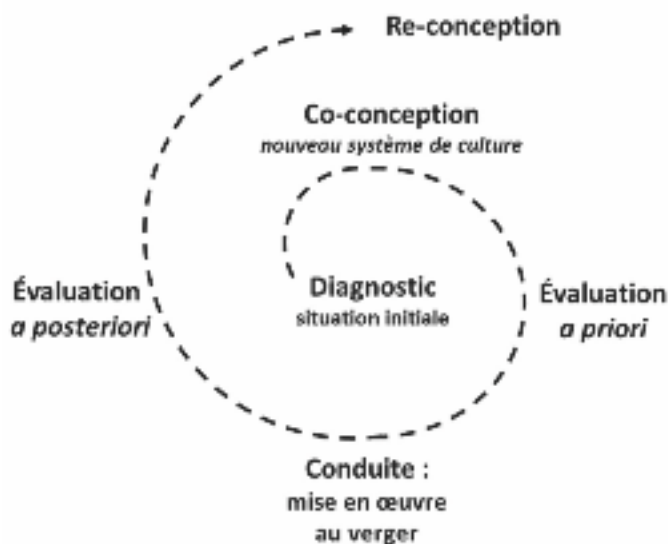 Re-conception
Co-conception
nouveau système de culture
Diagnostic
situation initiale
Évaluation
a posteriori
Évaluation
a priori
Conduite :
mise en œuvre
au verger